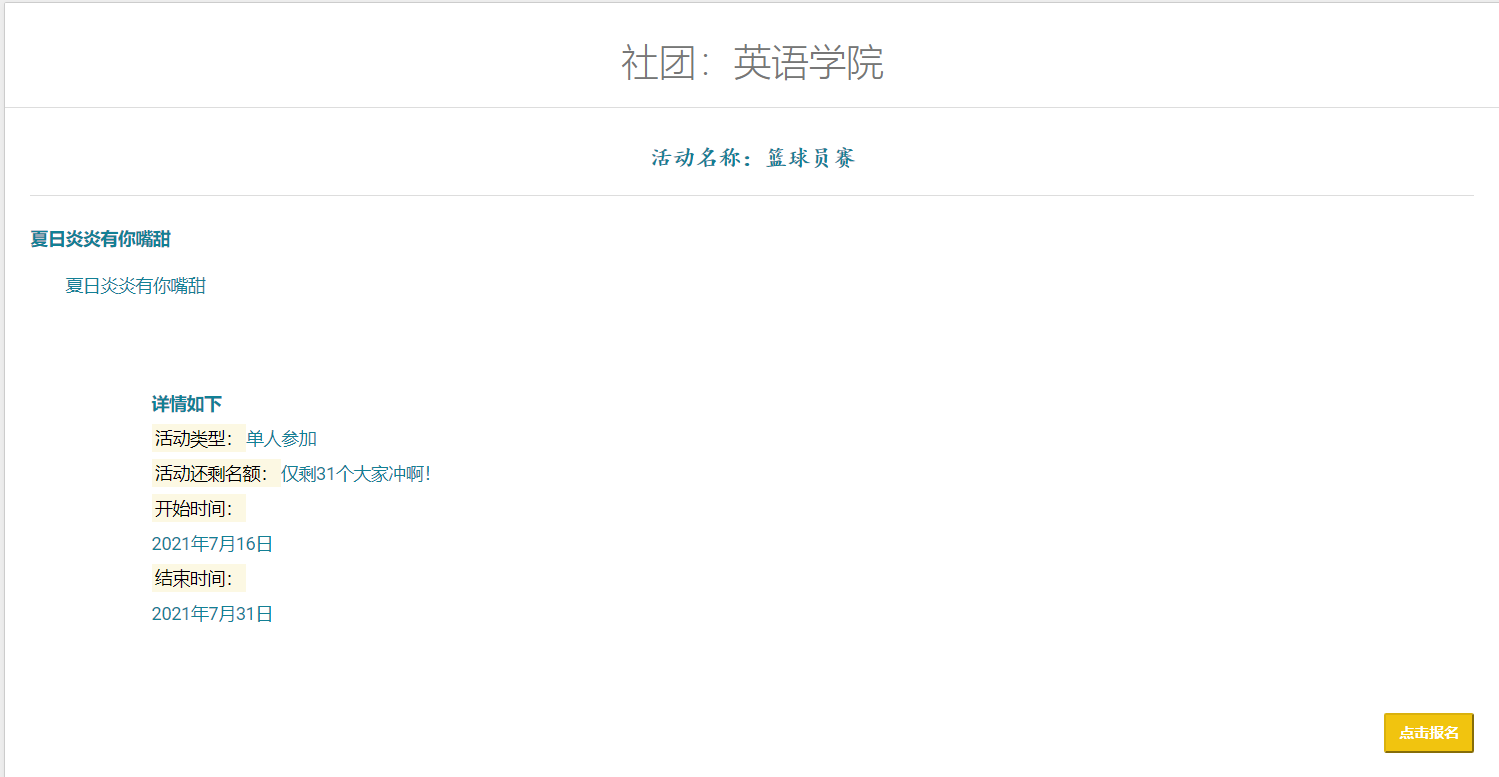 社团：英语学院
活动名称：篮球员赛
夏日炎炎有你嘴甜
夏日炎炎有你嘴甜
详情如下
活动类型：单人参加
活动还剩名额：仅剩31个大家冲啊！
开始时间：
2021年7月16日
结束时间：
2021年7月31日
点击报名